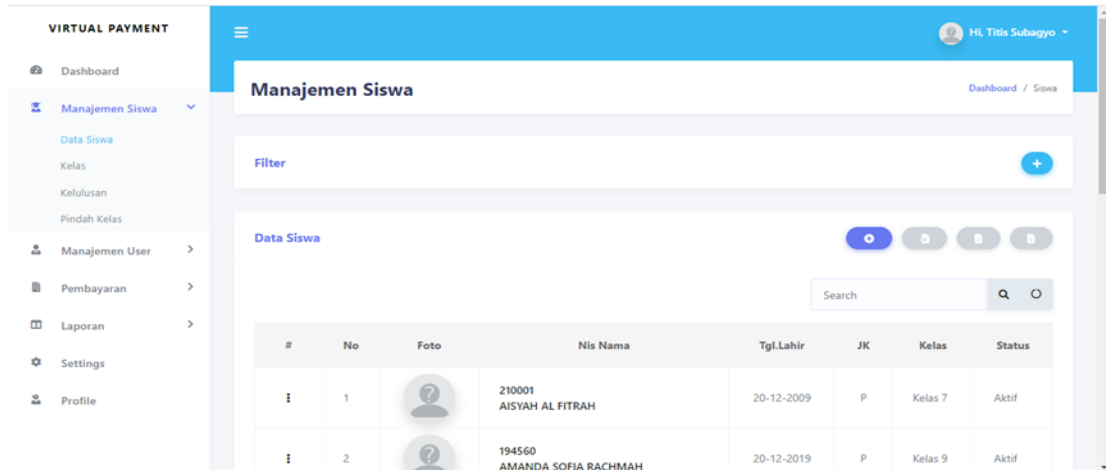 VIRTUAL PAYMENT
Hi, Titis Subagyo
Dashboard
Manajemen Siswa
Data Siswa
Kelas
Kelulusan
Pindah Kelas
Manajemen User
Pembayaran
Laporan
Settings
Profile
Manajemen Siswa
Dashboard / Siswa
Filter
Data Siswa
Search
# No Foto Nis Nama Tgl.Lahir JK Kelas Status
1 210001 AISYAH AL FITRAH 20-12-2009 P Kelas 7 Aktif
2 194560 AMANDA SOFIA RACHMAH 20-12-2019 P Kelas 9 Aktif